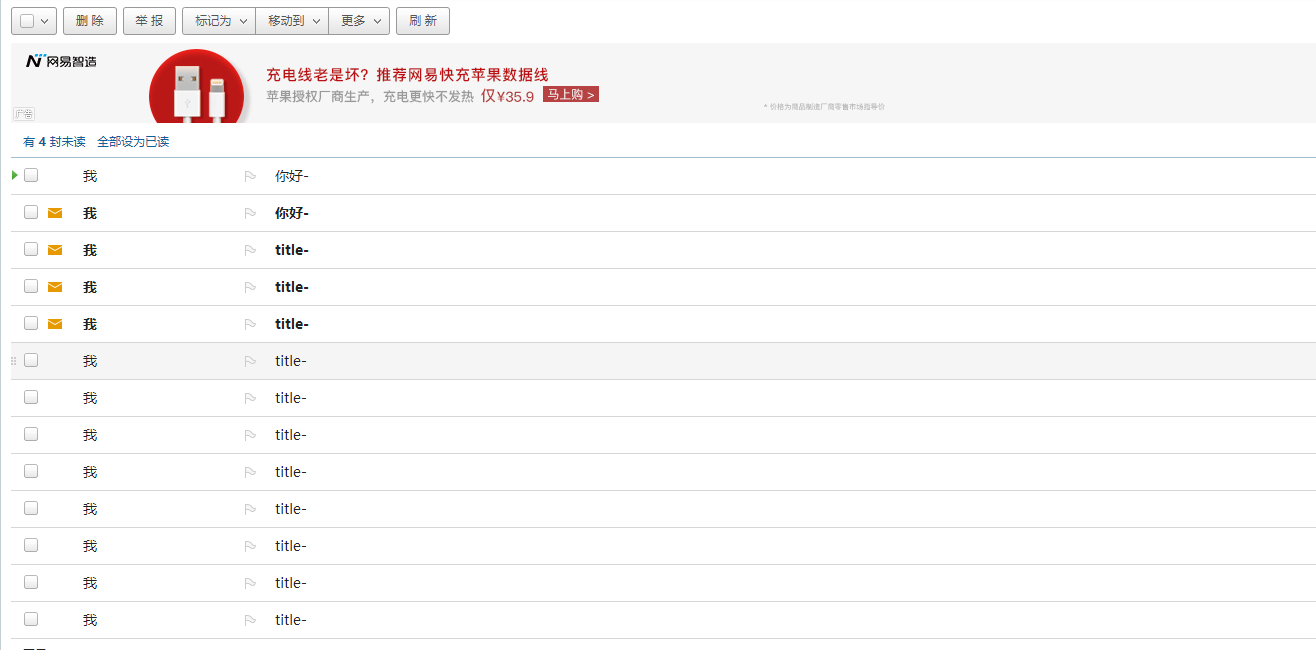 删 除 举 报 标记为 移动到 更多 刷 新
网易智造
充电线老是坏？推荐网易快充苹果数据线
苹果授权厂商生产，充电更快不发热 仅¥35.9 马上购 >
* 价格为商品制造厂商零售市场指导价
广告
有 4 封未读 全部设为已读
我 你好-
我 你好-
我 title-
我 title-
我 title-
我 title-
我 title-
我 title-
我 title-
我 title-
我 title-
我 title-
我 title-